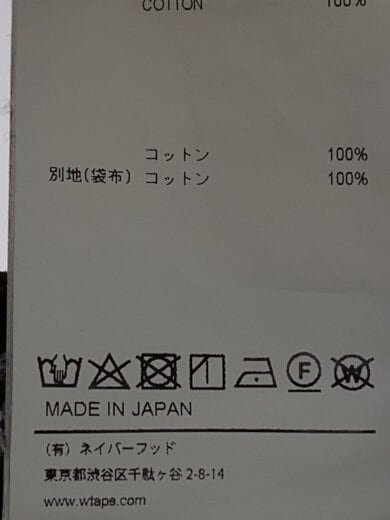 COTTON 100%
コットン 100%
別地(袋布) コットン 100%
F W
MADE IN JAPAN
(有) ネイバーフッド
東京都渋谷区千駄ヶ谷 2-8-14
www.wtaps.com